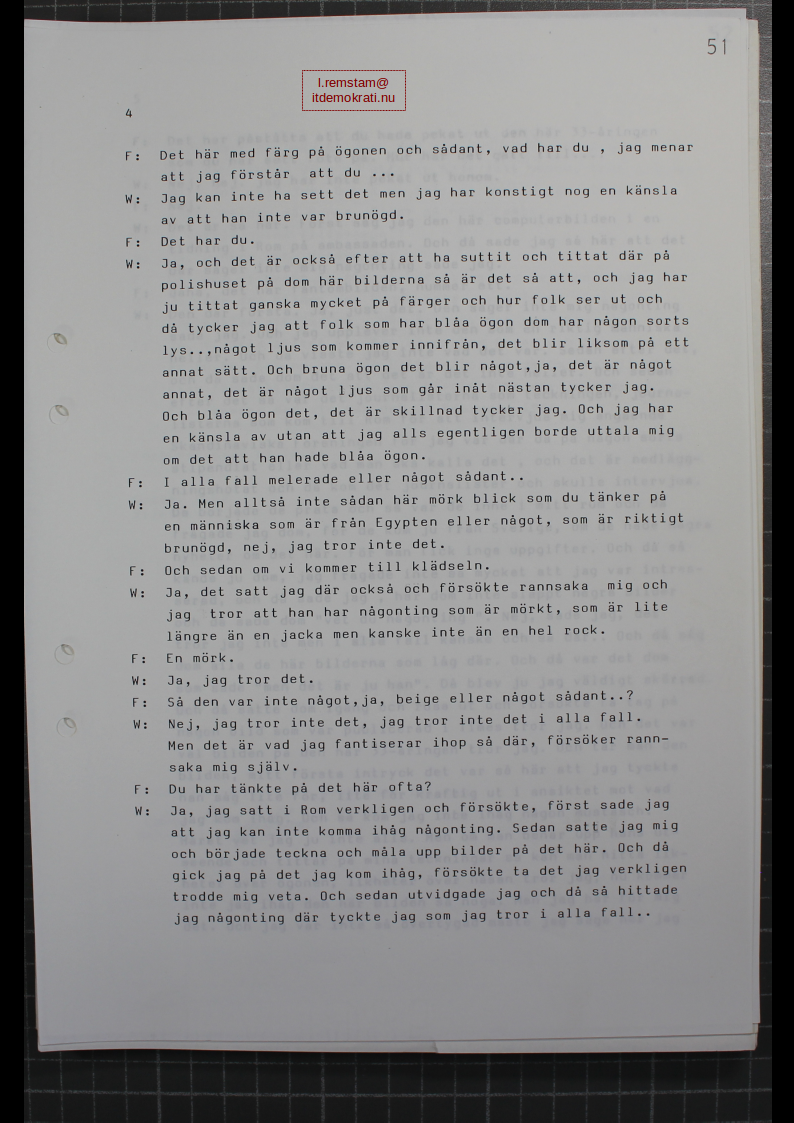 51
l.remstam@
itdemokrati.nu
4
F: Det här med färg på ögonen och sådant, vad har du , jag menar
att jag förstår att du ...
W: Jag kan inte ha sett det men jag har konstigt nog en känsla
av att han inte var brunögd.
F: Det har du.
W: Ja, och det är också efter att ha suttit och tittat där på
polishuset på dom här bilderna så är det så att, och jag har
ju tittat ganska mycket på färger och hur folk ser ut och
då tycker jag att folk som har blåa ögon dom har någon sorts
lys..,något ljus som kommer innifrån, det blir liksom på ett
annat sätt. Och bruna ögon det blir något,ja, det är något
annat, det är något ljus som går inåt nästan tycker jag.
Och blåa ögon det, det är skillnad tycker jag. Och jag har
en känsla av utan att jag alls egentligen borde uttala mig
om det att han hade blåa ögon.
F: I alla fall melerade eller något sådant..
W: Ja. Men alltså inte sådan här mörk blick som du tänker på
en människa som är från Egypten eller något, som är riktigt
brunögd, nej, jag tror inte det.
F: Och sedan om vi kommer till klädseln.
W: Ja, det satt jag där också och försökte rannsaka mig och
jag tror att han har någonting som är mörkt, som är lite
längre än en jacka men kanske inte än en hel rock.
F: En mörk.
W: Ja, jag tror det.
F: Så den var inte något,ja, beige eller något sådant..?
W: Nej, jag tror inte det, jag tror inte det i alla fall.
Men det är vad jag fantiserar ihop så där, försöker rann-
saka mig själv.
F: Du har tänkte på det här ofta?
W: Ja, jag satt i Rom verkligen och försökte, först sade jag
att jag kan inte komma ihåg någonting. Sedan satte jag mig
och började teckna och måla upp bilder på det här. Och då
gick jag på det jag kom ihåg, försökte ta det jag verkligen
trodde mig veta. Och sedan utvidgade jag och då så hittade
jag någonting där tyckte jag som jag tror i alla fall..